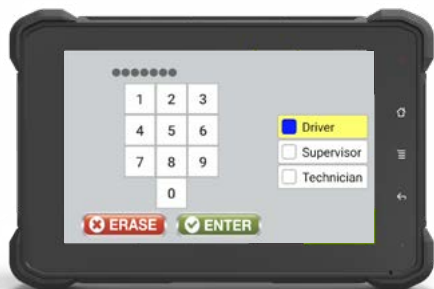 1 2 3
4 5 6
7 8 9
0
Driver
Supervisor
Technician
ERASE
ENTER